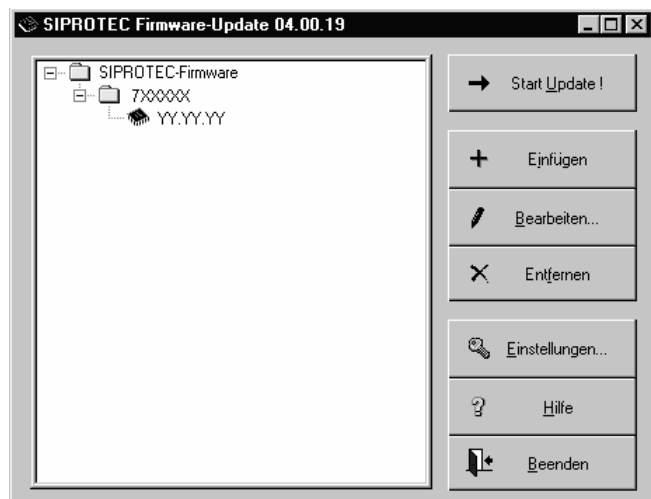 SIPROTEC Firmware-Update 04.00.19
SIPROTEC-Firmware
7XXXXX
YY.YY.YY
Start Update !
Einfügen
Bearbeiten...
Entfernen
Einstellungen...
Hilfe
Beenden